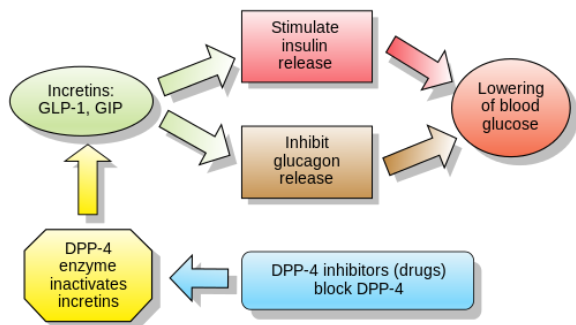 Stimulate
insulin
release
Incretins:
GLP-1, GIP
Lowering
of blood
glucose
Inhibit
glucagon
release
DPP-4
enzyme
inactivates
incretins
DPP-4 inhibitors (drugs)
block DPP-4